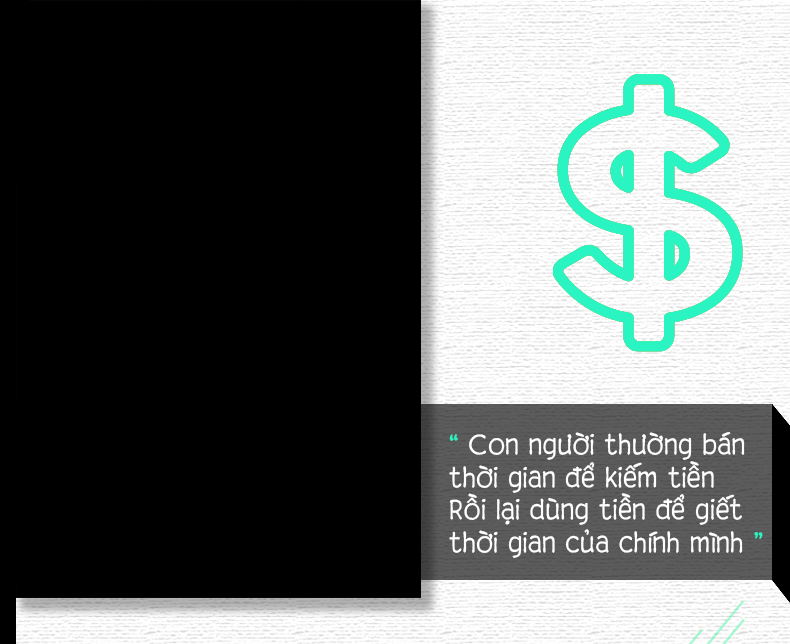 “ Con người thường bán
thời gian để kiếm tiền
Rồi lại dùng tiền để giết
thời gian của chính mình ”